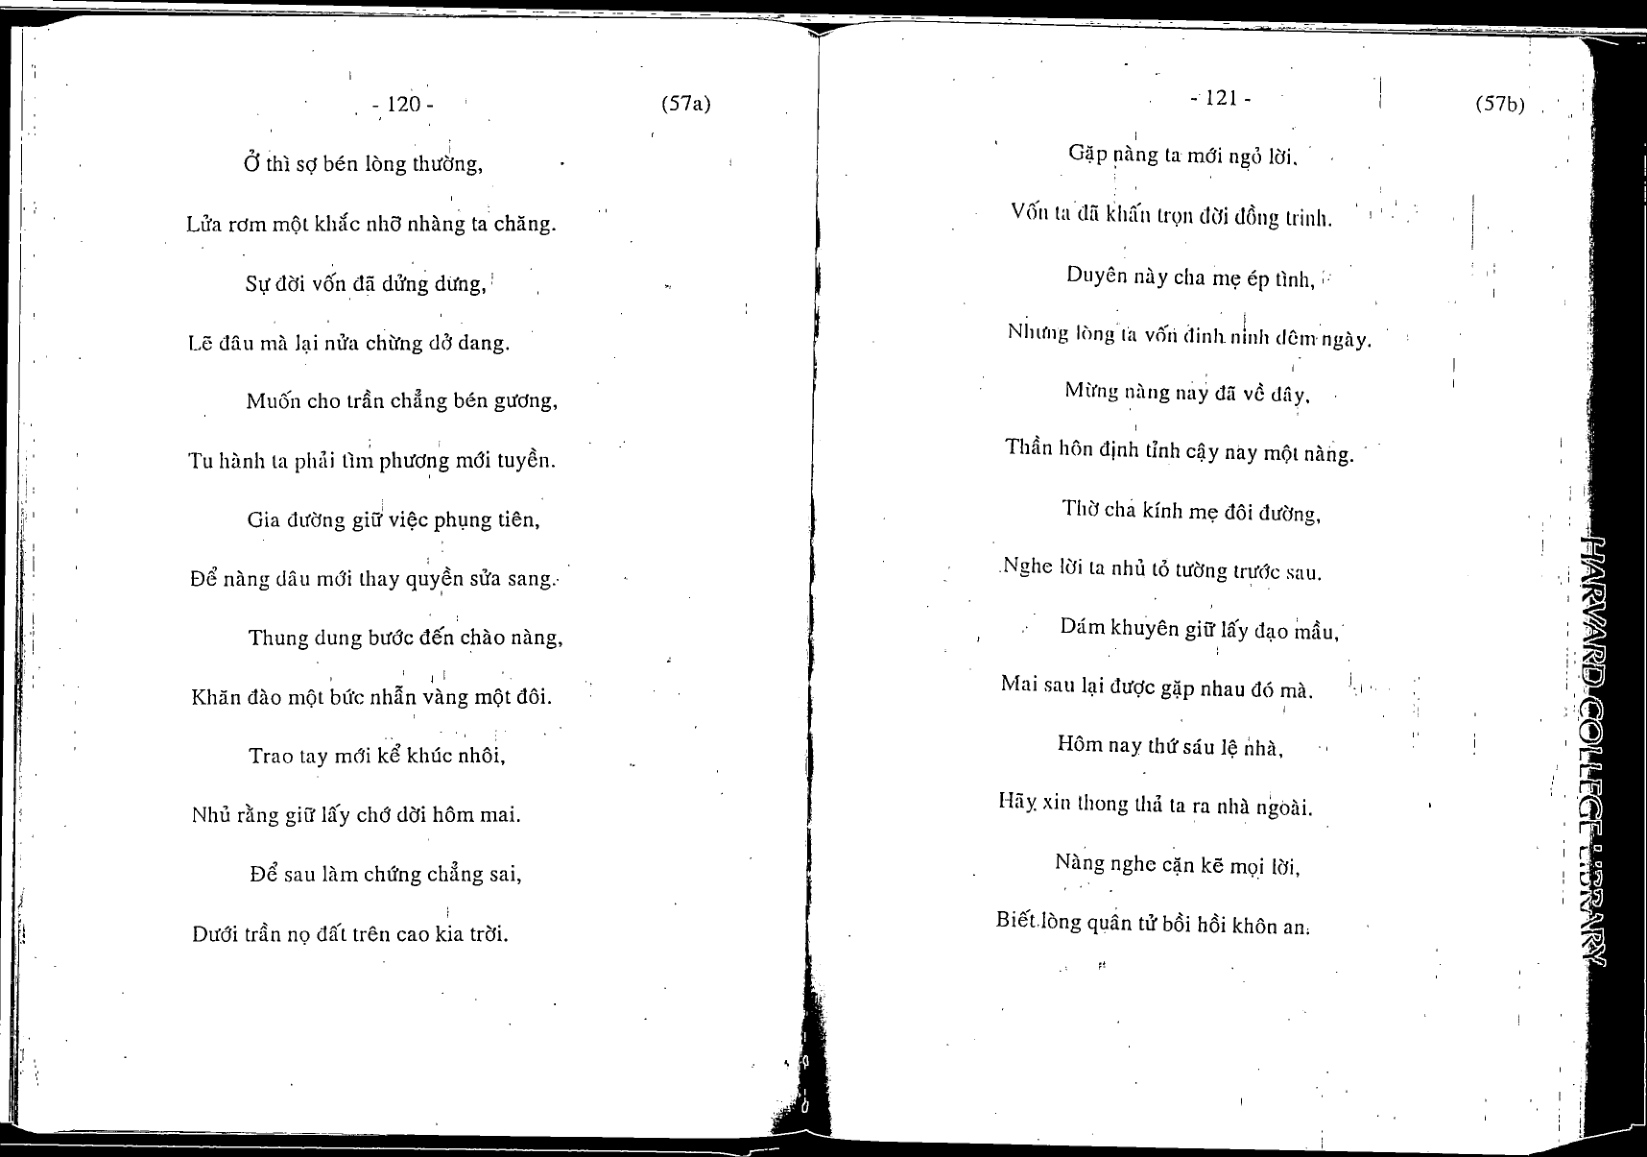 - 120 - (57a)
Ở thì sợ bén lòng thường,
Lửa rơm một khắc nhỡ nhàng ta chăng.
Sự đời vốn đã dửng dưng,
Lẽ đâu mà lại nửa chừng dở dang.
Muốn cho trần chẳng bén gương,
Tu hành ta phải tìm phương mới tuyền.
Gia đường giữ việc phụng tiên,
Để nàng dâu mới thay quyền sửa sang.
Thung dung bước đến chào nàng,
Khăn đào một bức nhẫn vàng một đôi.
Trao tay mới kể khúc nhôi,
Nhủ rằng giữ lấy chớ dời hôm mai.
Để sau làm chứng chẳng sai,
Dưới trần nọ đất trên cao kia trời.
- 121 - (57b)
Gặp nàng ta mới ngỏ lời.
Vốn ta đã khấn trọn đời đồng trinh.
Duyên này cha mẹ ép tình,
Nhưng lòng ta vốn đinh ninh đêm ngày.
Mừng nàng nay đã về đây,
Thần hôn định tỉnh cậy nay một nàng.
Thờ cha kính mẹ đôi đường,
Nghe lời ta nhủ tỏ tường trước sau.
Dám khuyên giữ lấy đạo mầu,
Mai sau lại được gặp nhau đó mà.
Hôm nay thứ sáu lệ nhà,
Hãy xin thong thả ta ra nhà ngoài.
Nàng nghe cặn kẽ mọi lời,
Biết lòng quân tử bồi hồi khôn an.
HARVARD COLLEGE LIBRARY